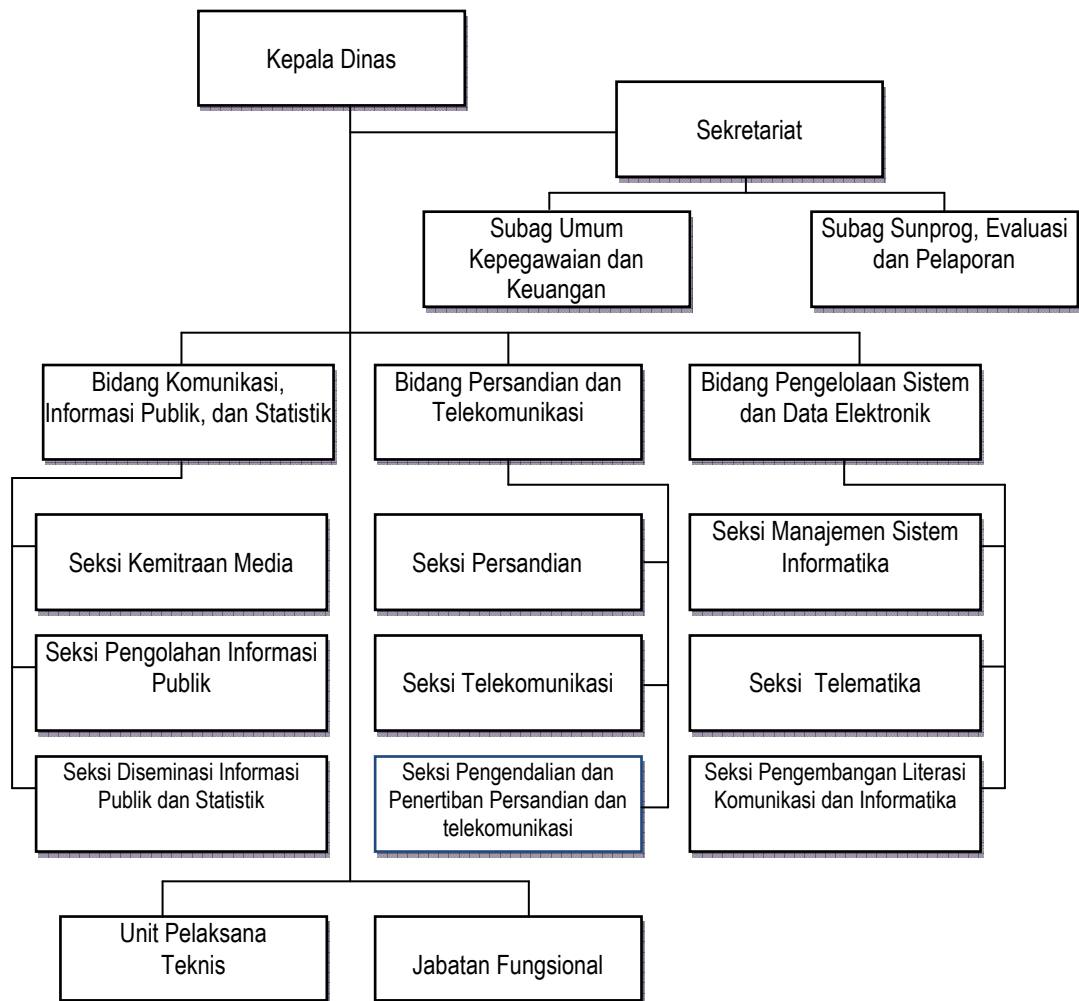 Kepala Dinas
Sekretariat
Subag Umum
Kepegawaian dan
Keuangan
Subag Sunprog, Evaluasi
dan Pelaporan
Bidang Komunikasi,
Informasi Publik, dan Statistik
Bidang Persandian dan
Telekomunikasi
Bidang Pengelolaan Sistem
dan Data Elektronik
Seksi Kemitraan Media
Seksi Persandian
Seksi Manajemen Sistem
Informatika
Seksi Pengolahan Informasi
Publik
Seksi Telekomunikasi
Seksi Telematika
Seksi Diseminasi Informasi
Publik dan Statistik
Seksi Pengendalian dan
Penertiban Persandian dan
telekomunikasi
Seksi Pengembangan Literasi
Komunikasi dan Informatika
Unit Pelaksana
Teknis
Jabatan Fungsional